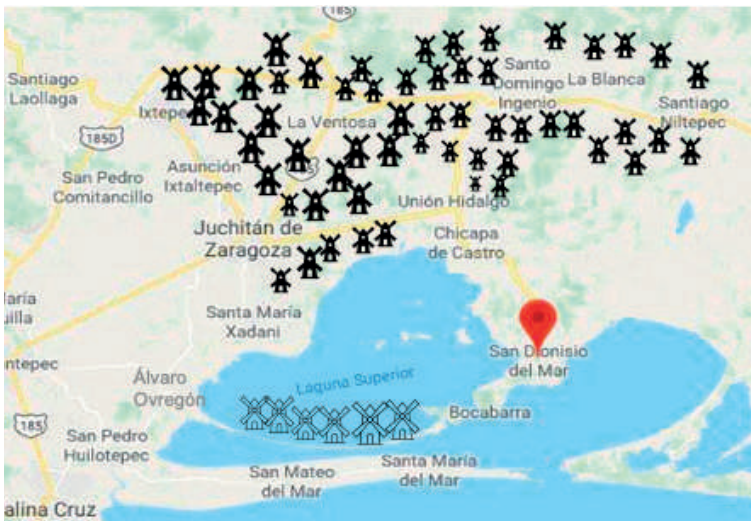 185
Santiago
Laollaga
Santo
Domingo
Ingenio
La Blanca
Ixtepec
Santiago
Niltepec
185D
La Ventosa
Asunción
Ixtaltepec
San Pedro
Comitancillo
Unión Hidalgo
Juchitán de
Zaragoza
Chicapa
de Castro
Santa María
Xadani
San Dionisio
del Mar
Laguna Superior
Álvaro
Ovregón
Bocabarra
185
San Pedro
Huilotepec
San Mateo
del Mar
Santa María
del Mar
alina Cruz
aría
uilla
ntepec